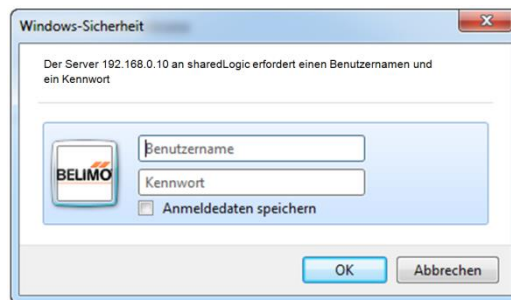 Windows-Sicherheit
Der Server 192.168.0.10 an sharedLogic erfordert einen Benutzernamen und
ein Kennwort
BELIMO
Benutzername
Kennwort
Anmeldedaten speichern
OK
Abbrechen